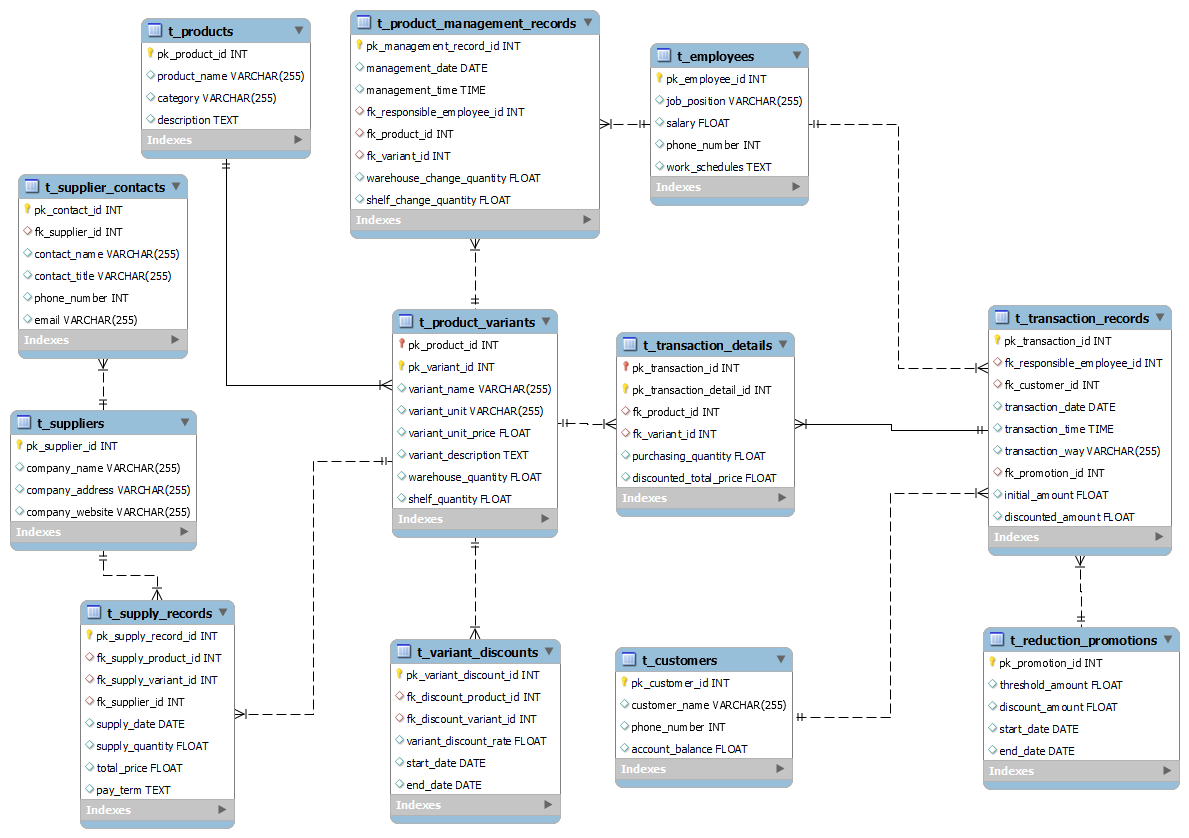 t_products
pk_product_id INT
product_name VARCHAR(255)
category VARCHAR(255)
description TEXT
Indexes
t_product_management_records
pk_management_record_id INT
management_date DATE
management_time TIME
fk_responsible_employee_id INT
fk_product_id INT
fk_variant_id INT
warehouse_change_quantity FLOAT
shelf_change_quantity FLOAT
Indexes
t_employees
pk_employee_id INT
job_position VARCHAR(255)
salary FLOAT
phone_number INT
work_schedules TEXT
Indexes
t_supplier_contacts
pk_contact_id INT
fk_supplier_id INT
contact_name VARCHAR(255)
contact_title VARCHAR(255)
phone_number INT
email VARCHAR(255)
Indexes
t_product_variants
pk_product_id INT
pk_variant_id INT
variant_name VARCHAR(255)
variant_unit VARCHAR(255)
variant_unit_price FLOAT
variant_description TEXT
warehouse_quantity FLOAT
shelf_quantity FLOAT
Indexes
t_transaction_details
pk_transaction_id INT
pk_transaction_detail_id INT
fk_product_id INT
fk_variant_id INT
purchasing_quantity FLOAT
discounted_total_price FLOAT
Indexes
t_transaction_records
pk_transaction_id INT
fk_responsible_employee_id INT
fk_customer_id INT
transaction_date DATE
transaction_time TIME
transaction_way VARCHAR(255)
fk_promotion_id INT
initial_amount FLOAT
discounted_amount FLOAT
Indexes
t_suppliers
pk_supplier_id INT
company_name VARCHAR(255)
company_address VARCHAR(255)
company_website VARCHAR(255)
Indexes
t_supply_records
pk_supply_record_id INT
fk_supply_product_id INT
fk_supply_variant_id INT
fk_supplier_id INT
supply_date DATE
supply_quantity FLOAT
total_price FLOAT
pay_term TEXT
Indexes
t_variant_discounts
pk_variant_discount_id INT
fk_discount_product_id INT
fk_discount_variant_id INT
variant_discount_rate FLOAT
start_date DATE
end_date DATE
Indexes
t_customers
pk_customer_id INT
customer_name VARCHAR(255)
phone_number INT
account_balance FLOAT
Indexes
t_reduction_promotions
pk_promotion_id INT
threshold_amount FLOAT
discount_amount FLOAT
start_date DATE
end_date DATE
Indexes